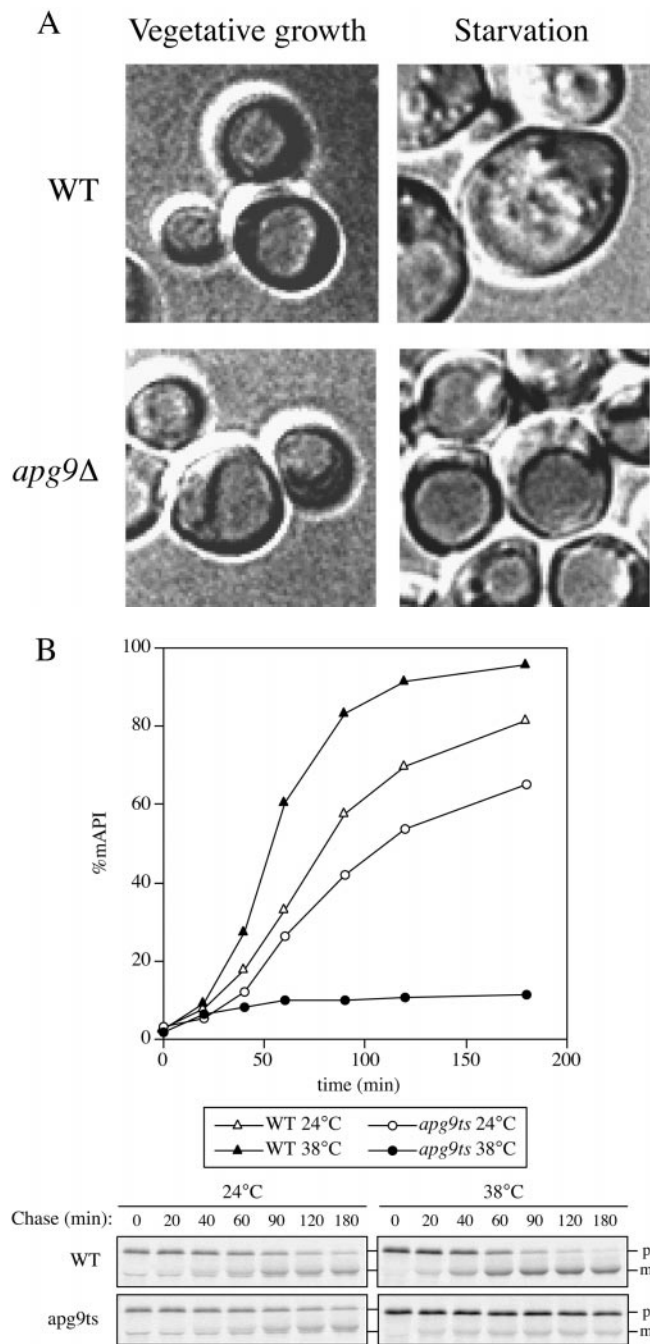 A
Vegetative growth Starvation
WT
apg9Δ
B
100
80
60
40
20
0
%mAPI
0 50 100 150 200
time (min)
WT 24°C apg9ts 24°C
WT 38°C apg9ts 38°C
24°C 38°C
Chase (min): 0 20 40 60 90 120 180 0 20 40 60 90 120 180
WT p
m
apg9ts p
m